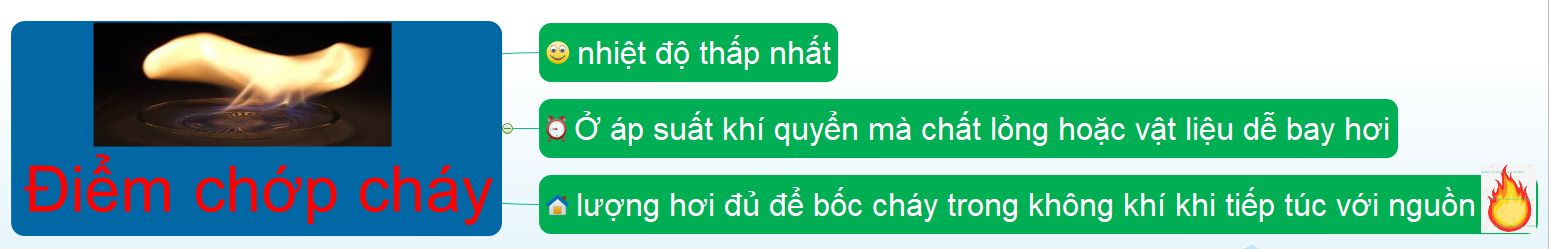 Điểm chớp cháy
nhiệt độ thấp nhất
Ở áp suất khí quyển mà chất lỏng hoặc vật liệu dễ bay hơi
lượng hơi đủ để bốc cháy trong không khí khi tiếp túc với nguồn